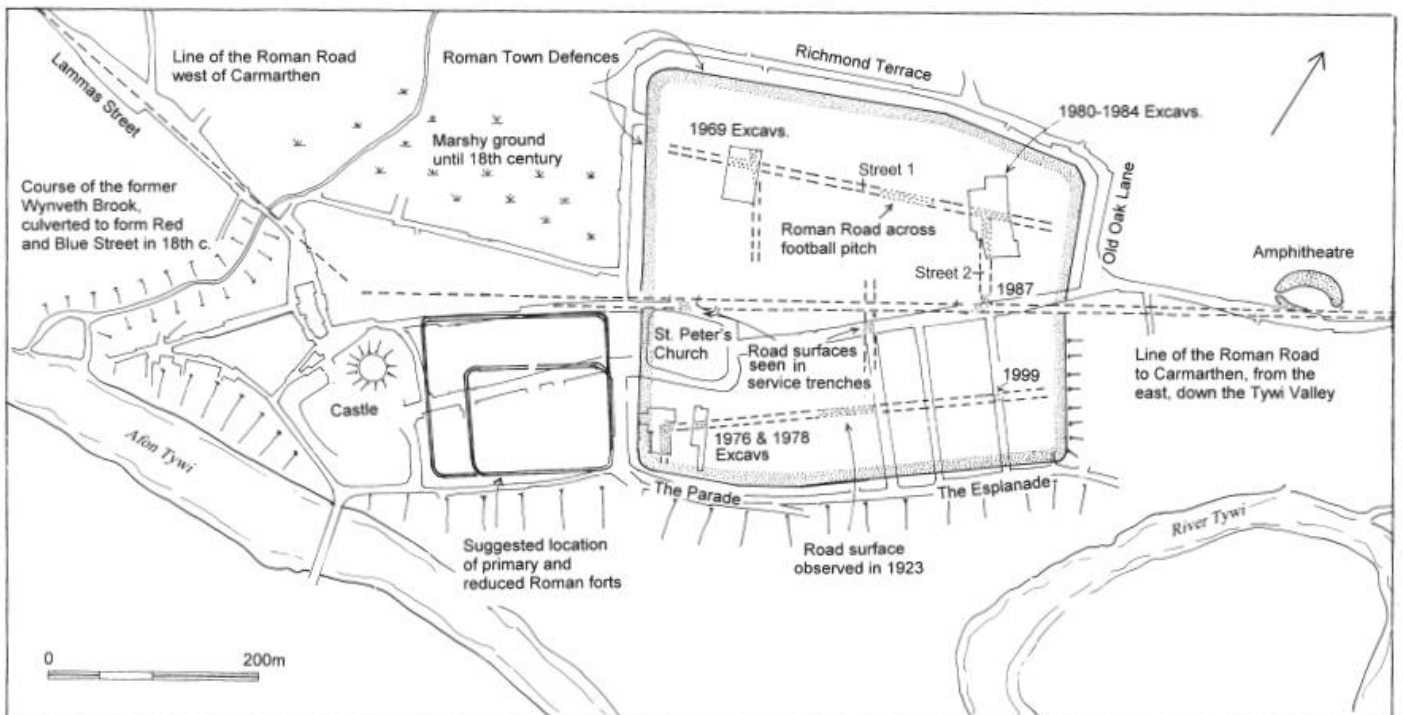 Line of the Roman Road
west of Carmarthen
Lammas Street
Roman Town Defences
Richmond Terrace
1980-1984 Excavs.
1969 Excavs.
Marshy ground
until 18th century
Street 1
Course of the former
Wynveth Brook,
culverted to form Red
and Blue Street in 18th c.
Roman Road across
football pitch
Old Oak Lane
Amphitheatre
Street 2
1987
St. Peter's
Church
Road surfaces
seen in
service trenches
Line of the Roman Road
to Carmarthen, from the
east, down the Tywi Valley
1999
Castle
Afon Tywi
1976 & 1978
Excavs
The Parade
The Esplanade
River Tywi
Suggested location
of primary and
reduced Roman forts
Road surface
observed in 1923
0
200m